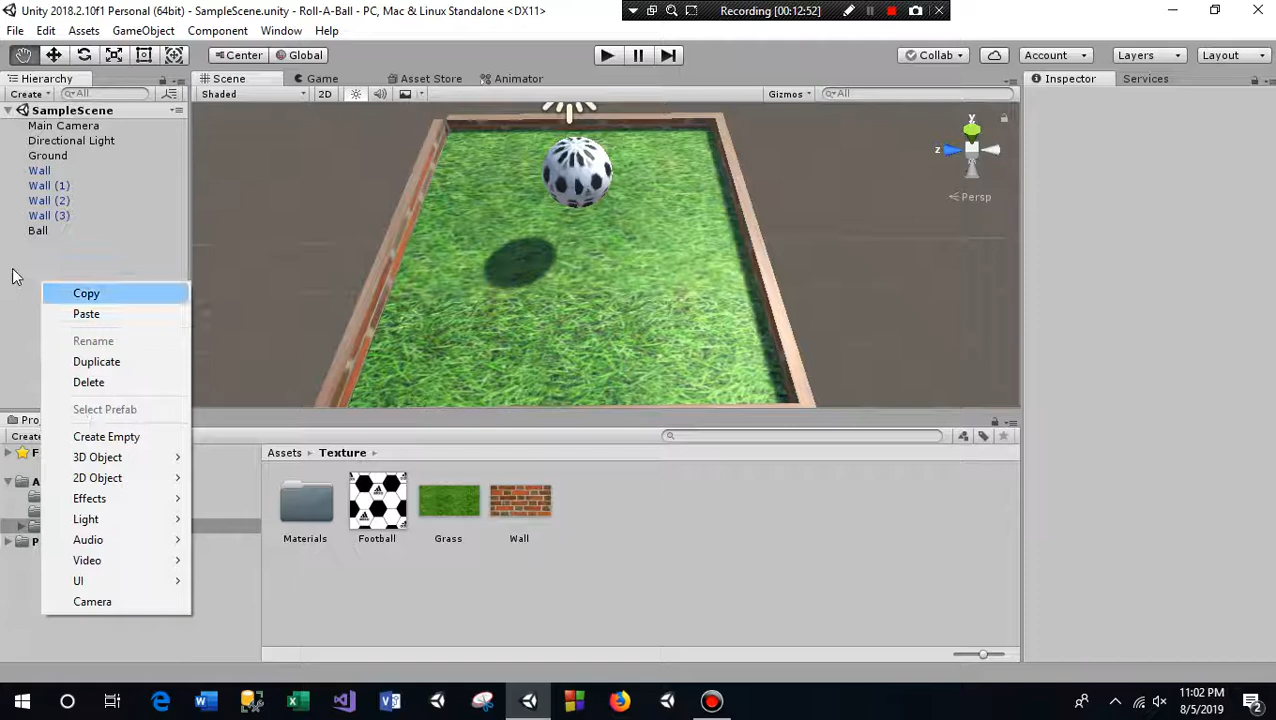 Unity 2018.2.10f1 Personal (64bit) - SampleScene.unity - Roll-A-Ball - PC, Mac & Linux Standalone <DX11>
Recording [00:12:52]
File Edit Assets GameObject Component Window Help
Center Global Collab Account Layers Layout
Hierarchy Scene Game Asset Store Animator Inspector Services
Create All Shaded 2D Gizmos All
SampleScene
Main Camera
Directional Light
Ground
Wall
Wall (1)
Wall (2)
Wall (3)
Ball
y
z
Persp
Copy
Paste
Rename
Duplicate
Delete
Select Prefab
Create Empty
3D Object
2D Object
Effects
Light
Audio
Video
UI
Camera
Pro
Create
F
A
P
Assets Texture
adidas
Materials Football Grass Wall
11:02 PM
8/5/2019
2